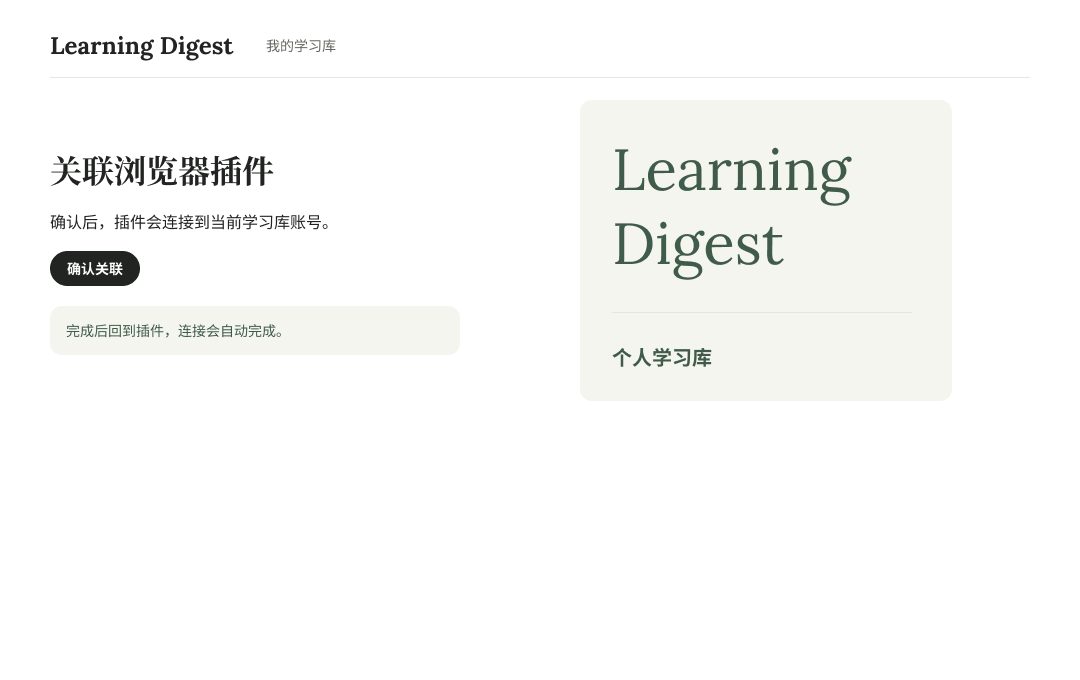 Learning Digest
我的学习库
关联浏览器插件
确认后，插件会连接到当前学习库账号。
确认关联
完成后回到插件，连接会自动完成。
Learning
Digest
个人学习库